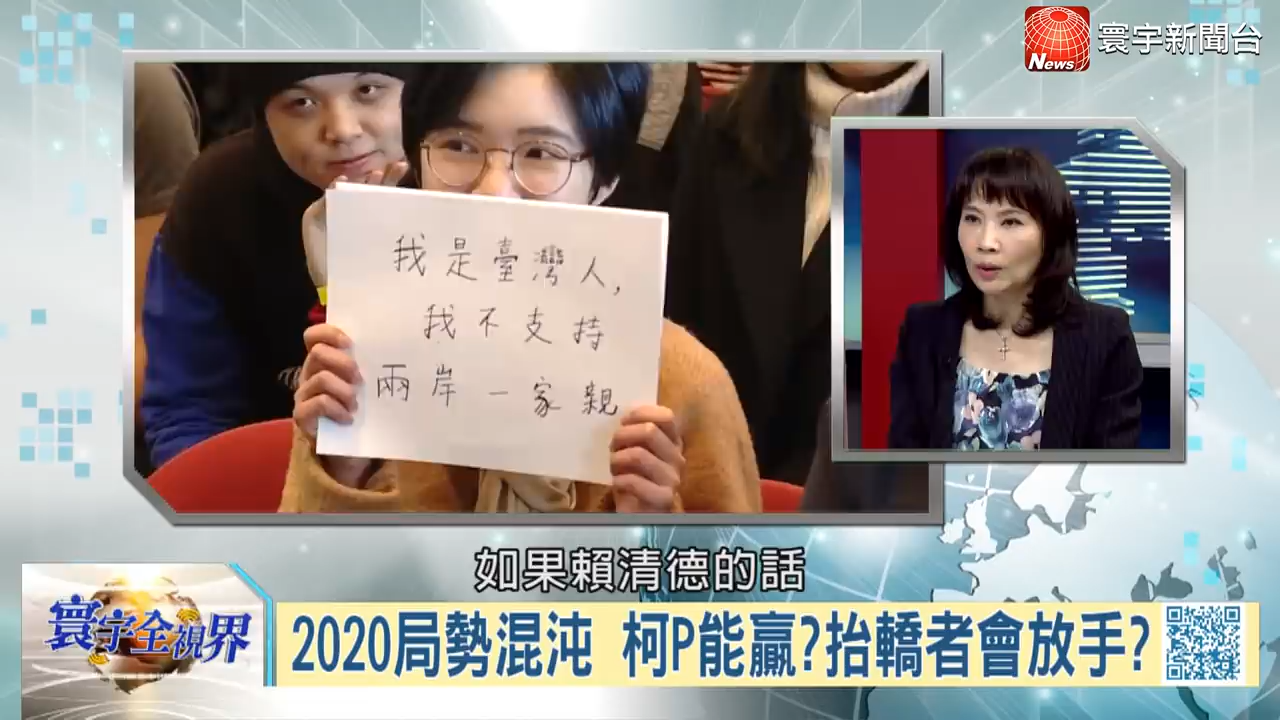 News
寰宇新聞台
我是臺灣人,
我不支持
兩岸一家親
如果賴清德的話
寰宇全視界
2020局勢混沌 柯P能贏?抬轎者會放手?